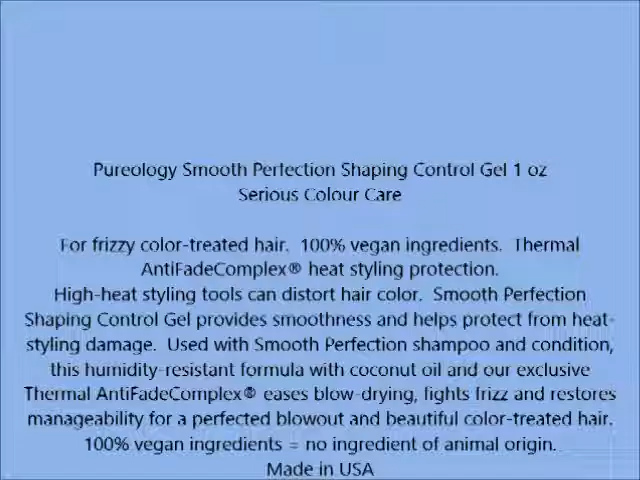 Pureology Smooth Perfection Shaping Control Gel 1 oz
Serious Colour Care
For frizzy color-treated hair.  100% vegan ingredients.  Thermal
AntiFadeComplex® heat styling protection.
High-heat styling tools can distort hair color.  Smooth Perfection
Shaping Control Gel provides smoothness and helps protect from heat-
styling damage.  Used with Smooth Perfection shampoo and condition,
this humidity-resistant formula with coconut oil and our exclusive
Thermal AntiFadeComplex® eases blow-drying, fights frizz and restores
manageability for a perfected blowout and beautiful color-treated hair.
100% vegan ingredients = no ingredient of animal origin.
Made in USA